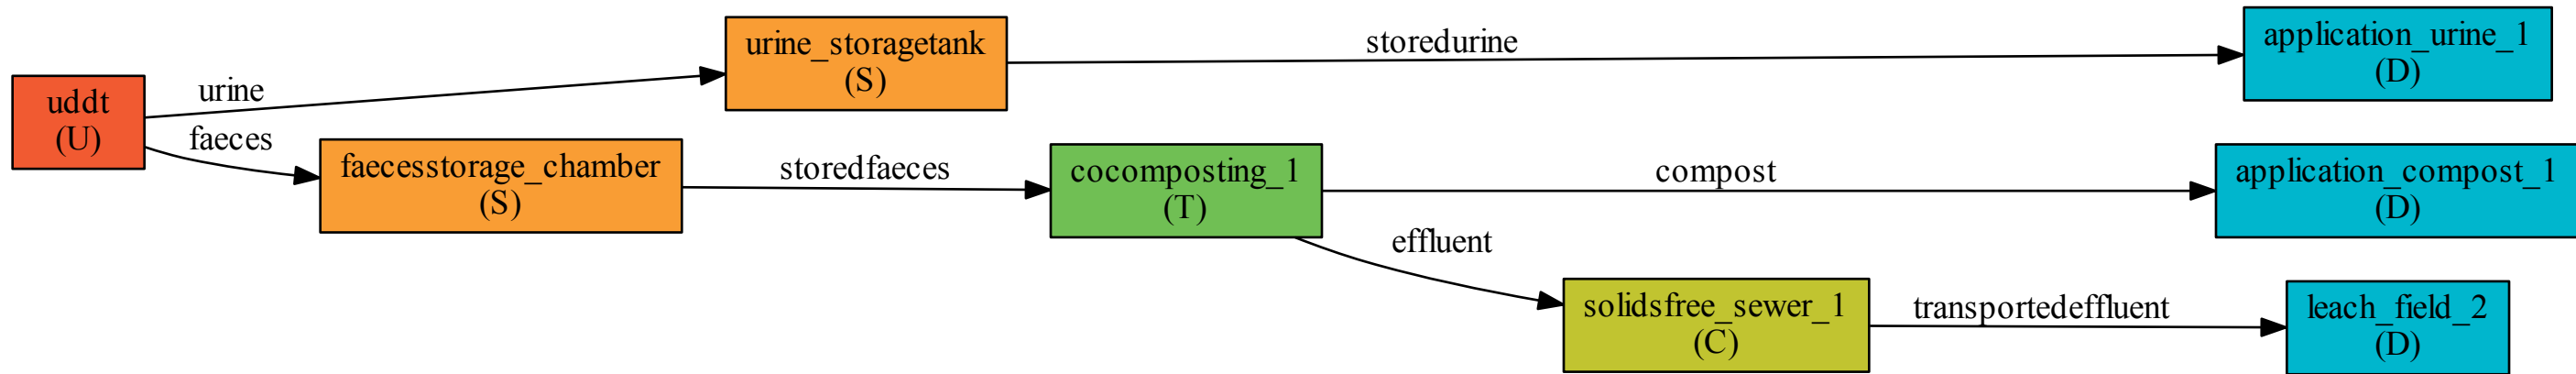 uddt
(U)
urine
faeces
urine_storagetank
(S)
storedurine
application_urine_1
(D)
faecesstorage_chamber
(S)
storedfaeces
cocomposting_1
(T)
compost
application_compost_1
(D)
effluent
solidsfree_sewer_1
(C)
transportedeffluent
leach_field_2
(D)